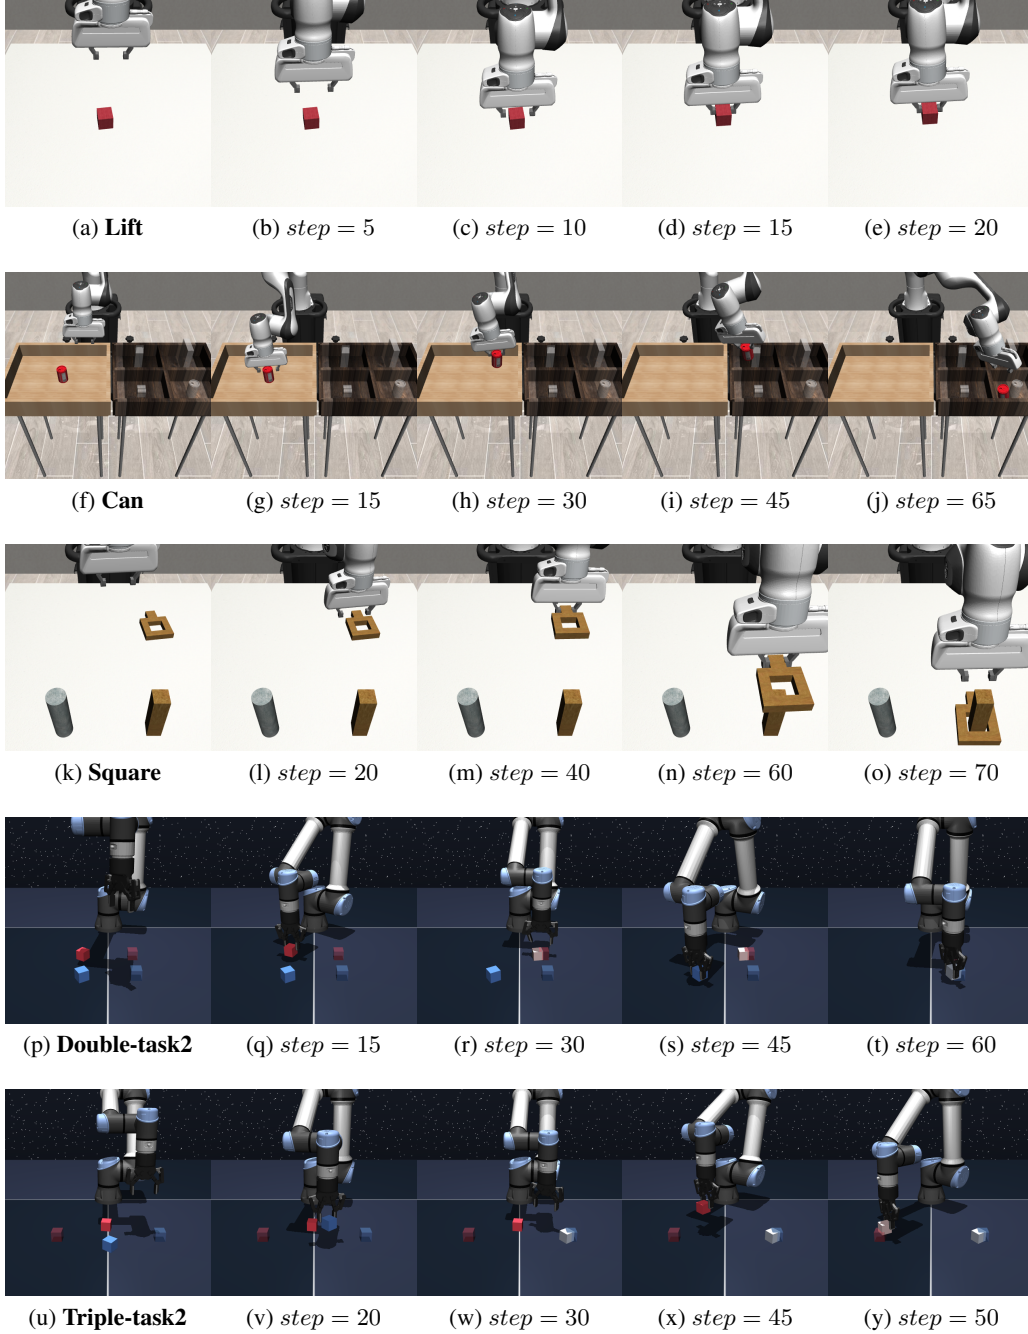 (a) Lift (b) step = 5 (c) step = 10 (d) step = 15 (e) step = 20
(f) Can (g) step = 15 (h) step = 30 (i) step = 45 (j) step = 65
(k) Square (l) step = 20 (m) step = 40 (n) step = 60 (o) step = 70
(p) Double-task2 (q) step = 15 (r) step = 30 (s) step = 45 (t) step = 60
(u) Triple-task2 (v) step = 20 (w) step = 30 (x) step = 45 (y) step = 50